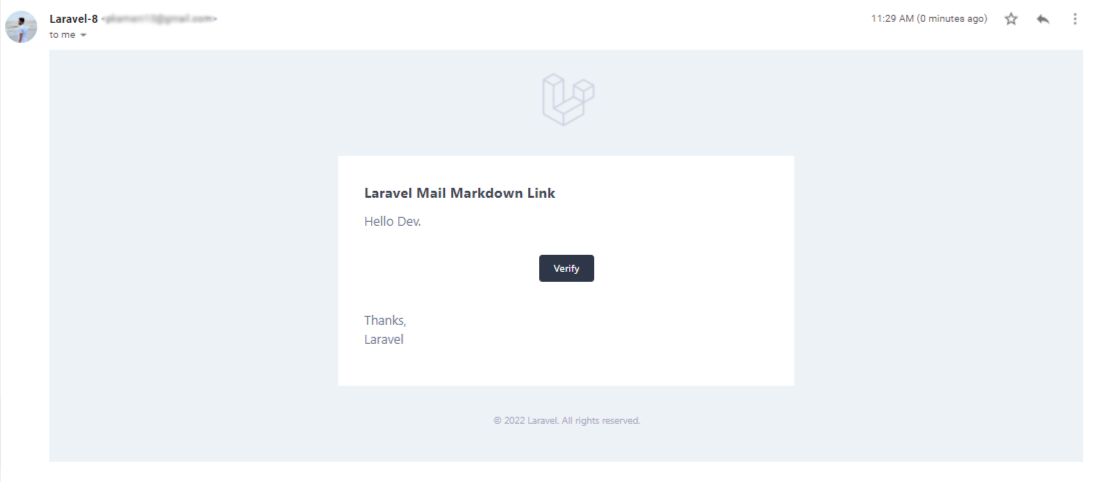 Laravel-8
11:29 AM (0 minutes ago)
to me
Laravel Mail Markdown Link
Hello Dev.
Verify
Thanks,
Laravel
© 2022 Laravel. All rights reserved.